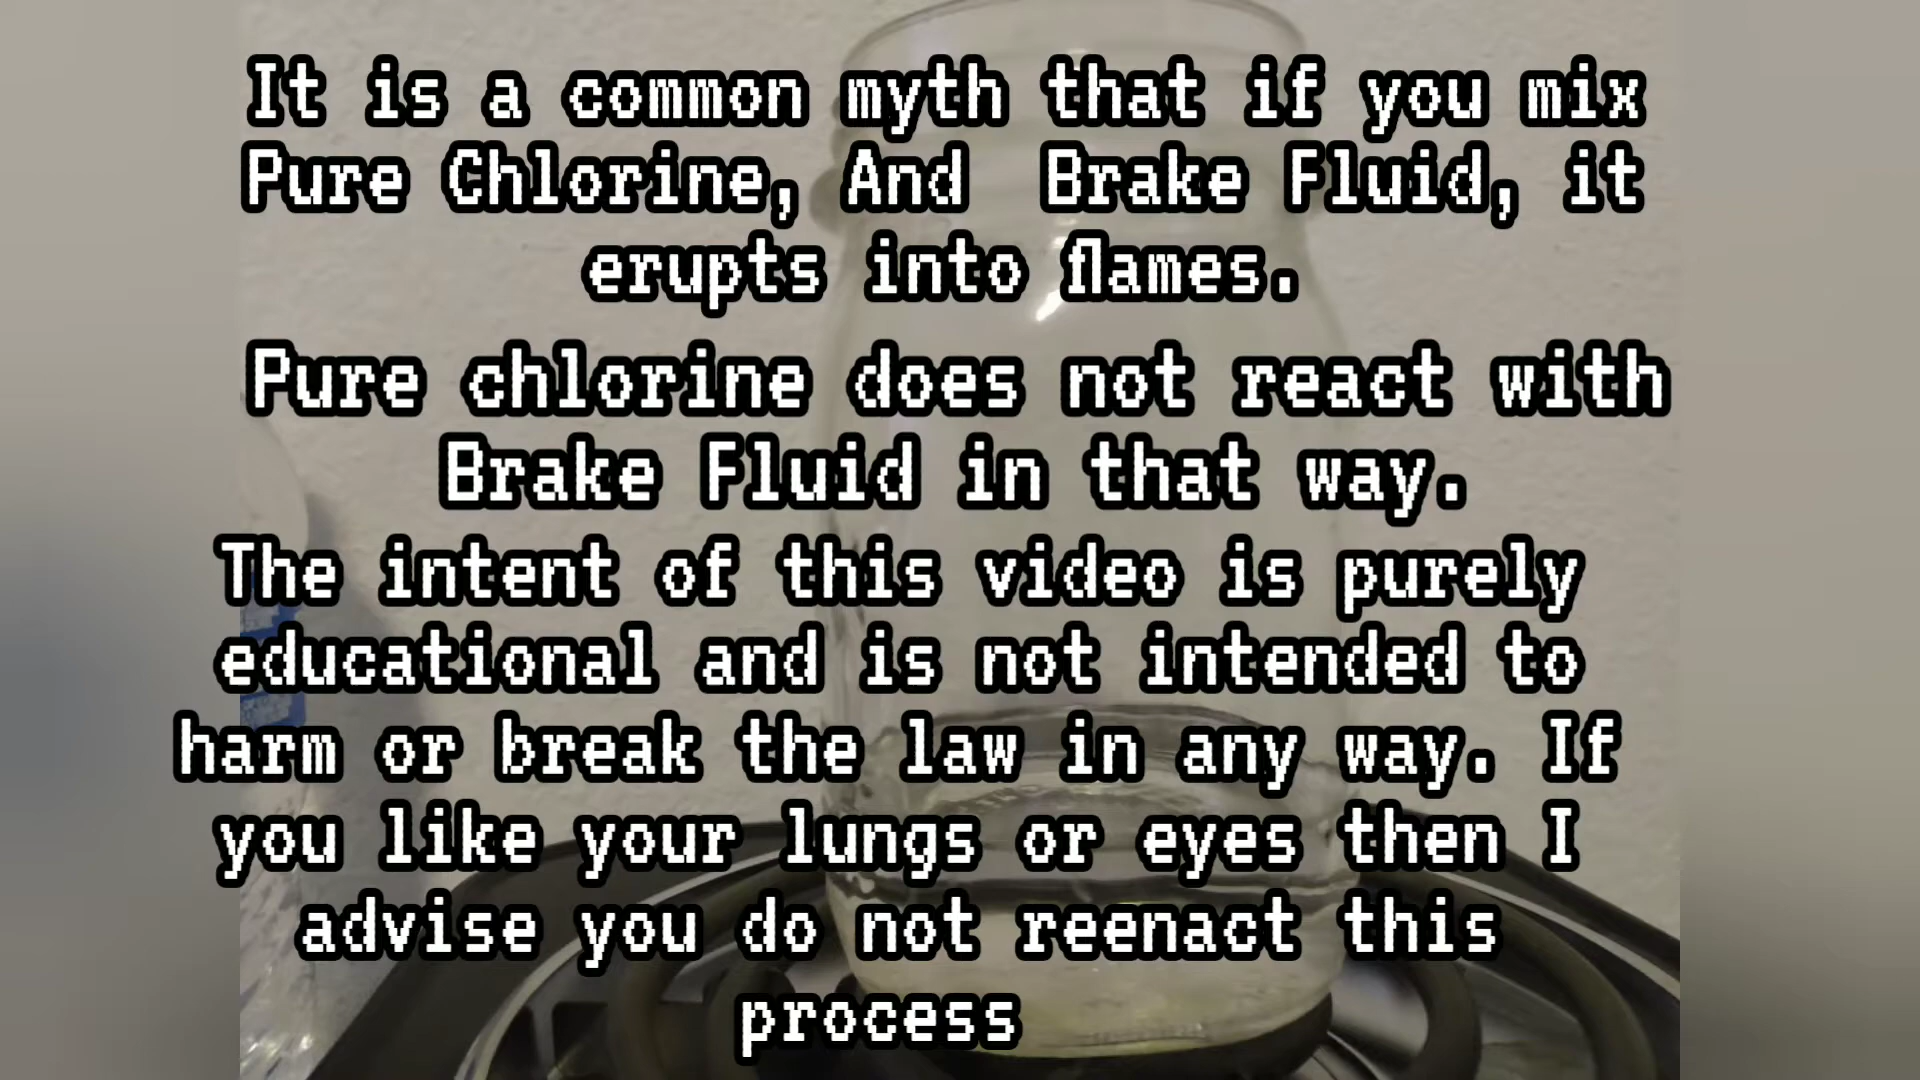 It is a common myth that if you mix
Pure Chlorine, And Brake Fluid, it
erupts into flames.
Pure chlorine does not react with
Brake Fluid in that way.
The intent of this video is purely
educational and is not intended to
harm or break the law in any way. If
you like your lungs or eyes then I
advise you do not reenact this
process